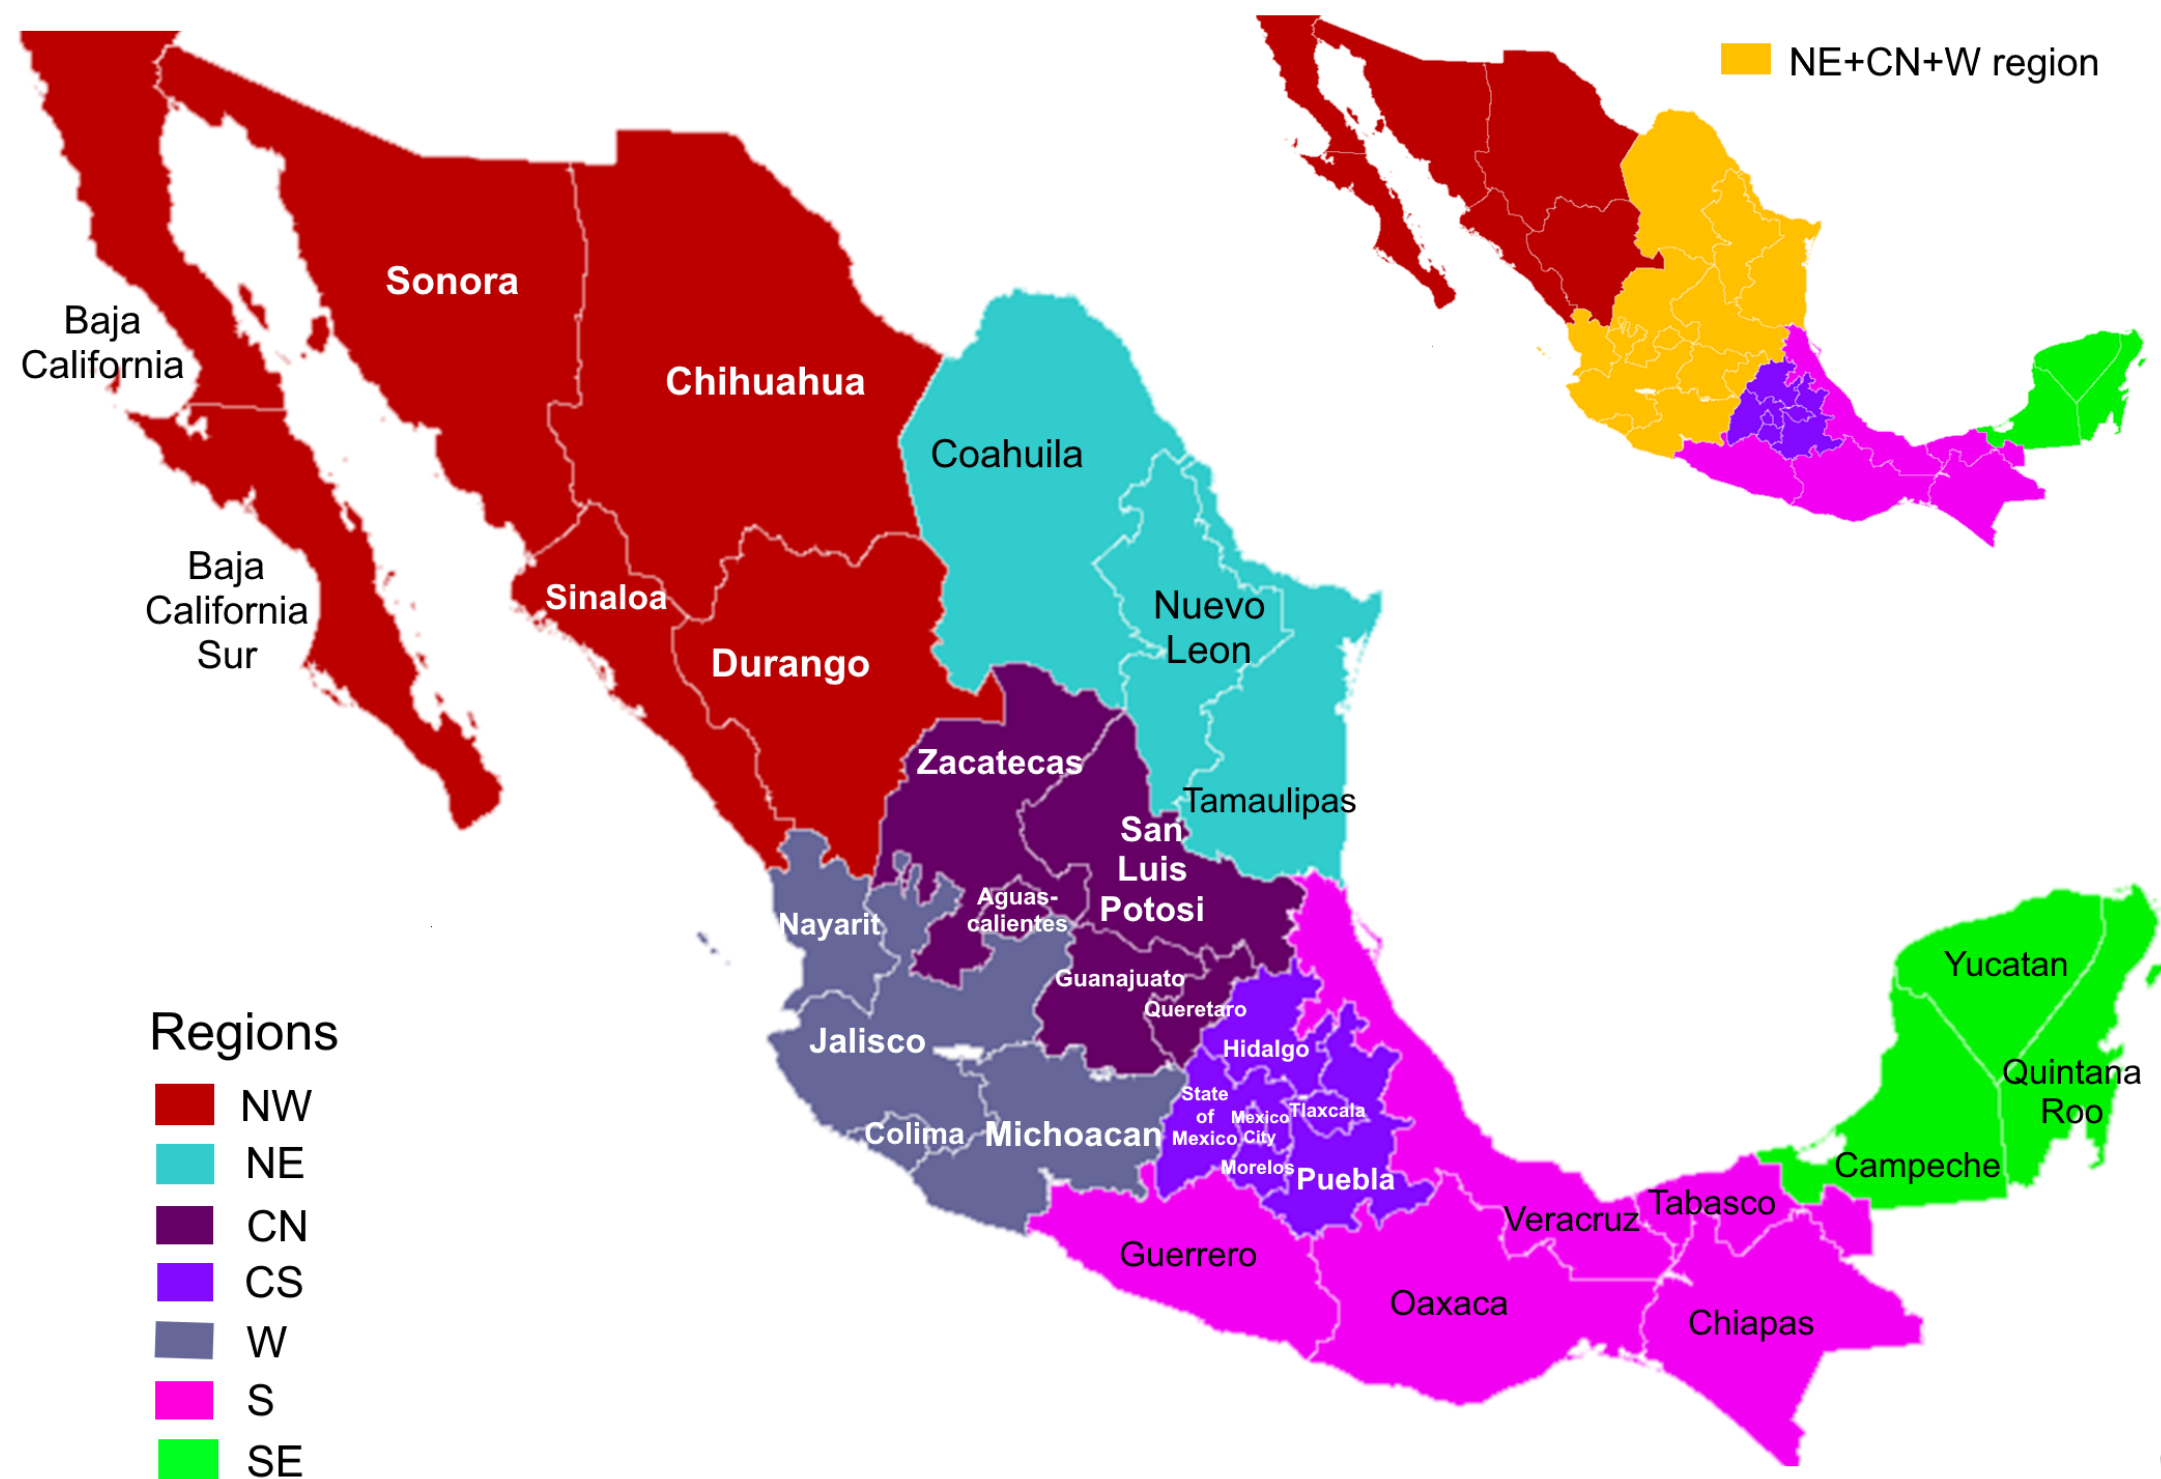 NE+CN+W region
Sonora
Baja
California
Chihuahua
Coahuila
Baja
California
Sur
Sinaloa
Nuevo
Leon
Durango
Zacatecas
Tamaulipas
San
Luis
Potosi
Aguas-
calientes
Nayarit
Guanajuato
Queretaro
Yucatan
Jalisco
Hidalgo
Quintana
Roo
State
of
Mexico
Mexico
City
Tlaxcala
Colima
Michoacan
Morelos
Puebla
Campeche
Tabasco
Veracruz
Guerrero
Oaxaca
Chiapas
Regions
NW
NE
CN
CS
W
S
SE